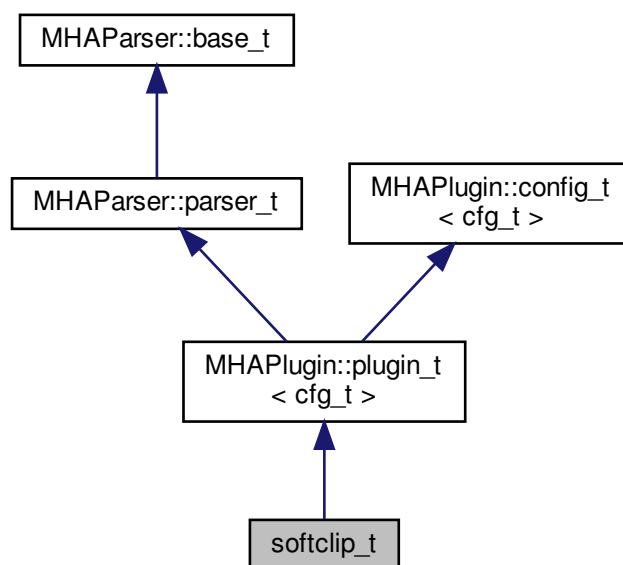 MHAParser::base_t
MHAParser::parser_t
MHAPlugin::config_t
< cfg_t >
MHAPlugin::plugin_t
< cfg_t >
softclip_t